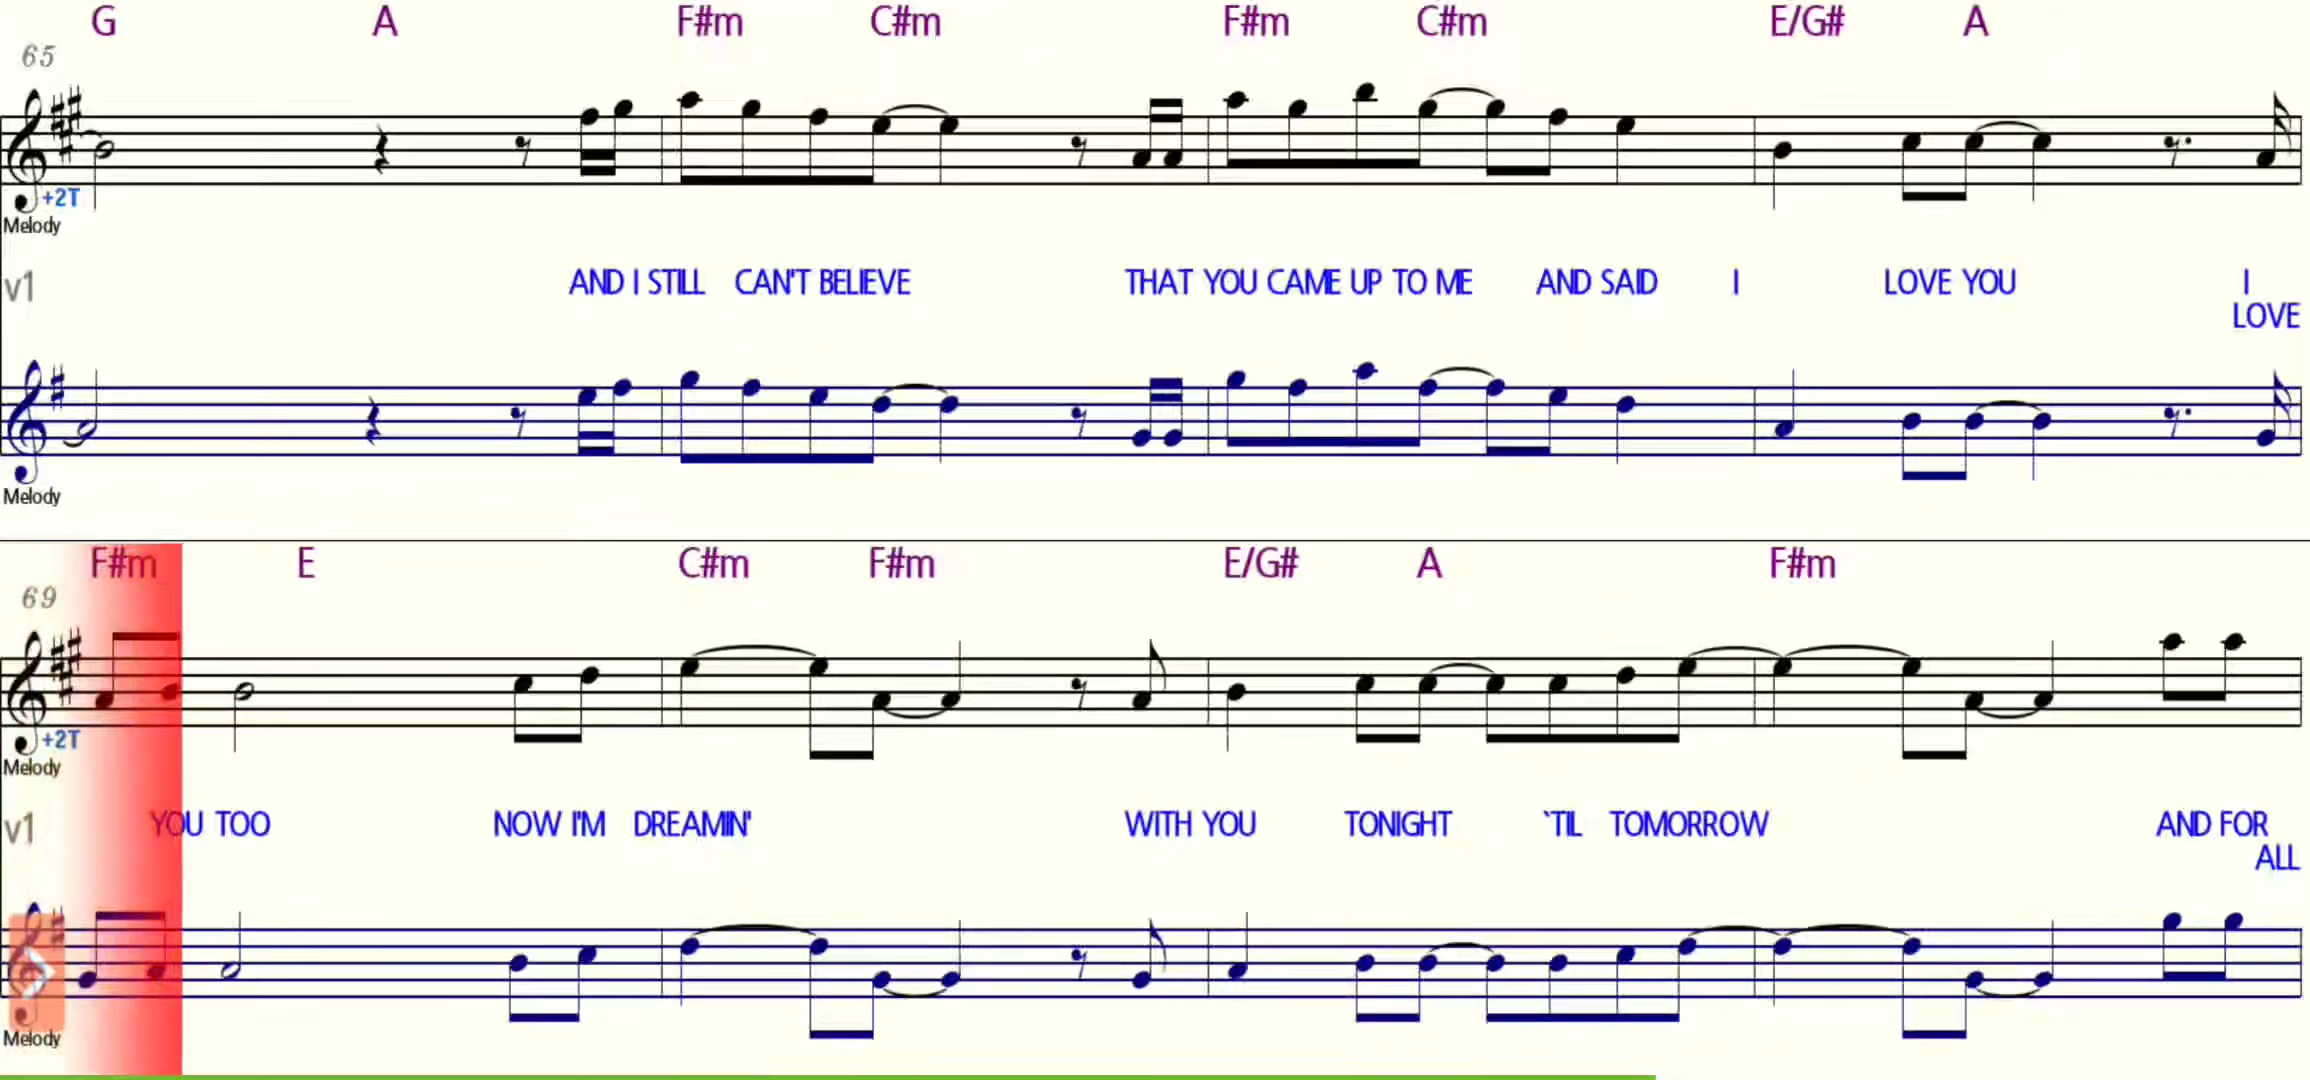 G A F#m C#m F#m C#m E/G# A
65
+2T
Melody
v1 AND I STILL CAN'T BELIEVE THAT YOU CAME UP TO ME AND SAID I LOVE YOU I
LOVE
Melody
F#m E C#m F#m E/G# A F#m
69
+2T
Melody
v1 YOU TOO NOW I'M DREAMIN' WITH YOU TONIGHT `TIL TOMORROW AND FOR
ALL
Melody